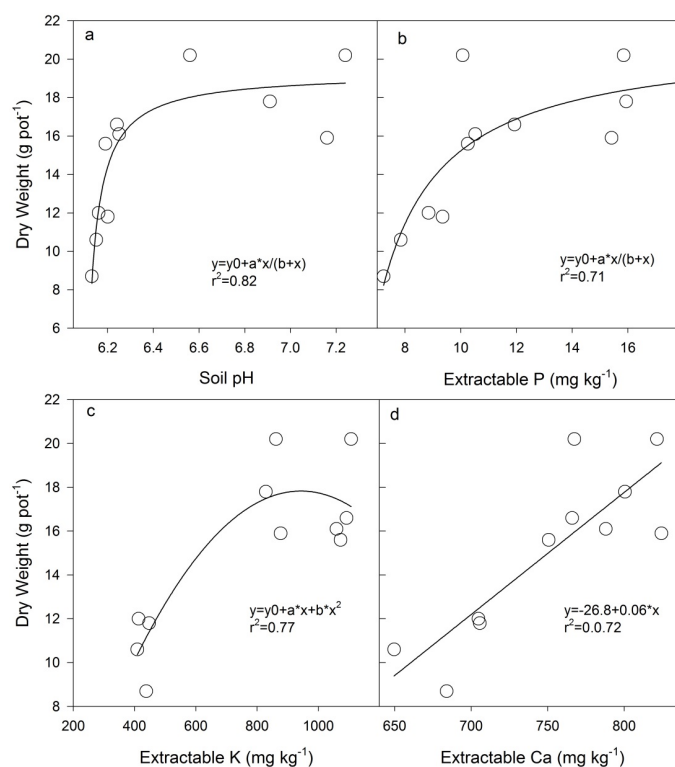 22
20
18
16
14
12
10
8
6
Dry Weight (g pot-1)
a
y=y0+a*x/(b+x)
r2=0.82
6.2 6.4 6.6 6.8 7.0 7.2
Soil pH
b
y=y0+a*x/(b+x)
r2=0.71
8 10 12 14 16
Extractable P (mg kg-1)
22
20
18
16
14
12
10
8
Dry Weight (g pot-1)
c
y=y0+a*x+b*x2
r2=0.77
200 400 600 800 1000
Extractable K (mg kg-1)
d
y=-26.8+0.06*x
r2=0.0.72
650 700 750 800
Extractable Ca (mg kg-1)